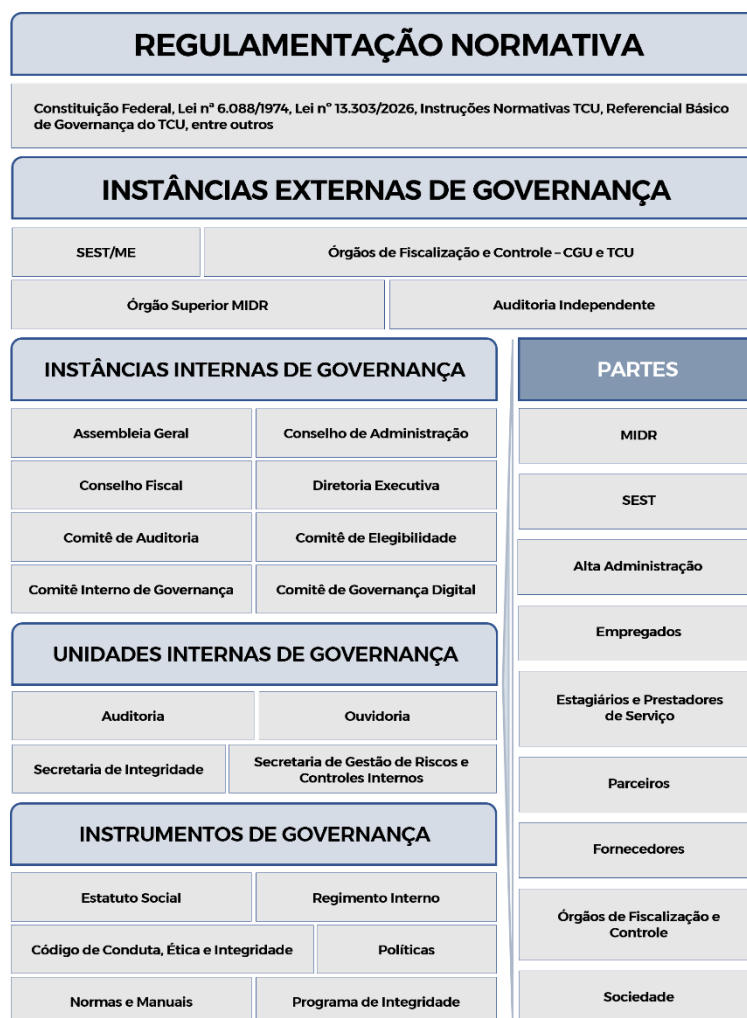 REGULAMENTAÇÃO NORMATIVA
Constituição Federal, Lei nª 6.088/1974, Lei nº 13.303/2026, Instruções Normativas TCU, Referencial Básico
de Governança do TCU, entre outros
INSTÂNCIAS EXTERNAS DE GOVERNANÇA
SEST/ME
Órgãos de Fiscalização e Controle – CGU e TCU
Órgão Superior MIDR
Auditoria Independente
INSTÂNCIAS INTERNAS DE GOVERNANÇA
Assembleia Geral
Conselho de Administração
Conselho Fiscal
Diretoria Executiva
Comitê de Auditoria
Comitê de Elegibilidade
Comitê Interno de Governança
Comitê de Governança Digital
UNIDADES INTERNAS DE GOVERNANÇA
Auditoria
Ouvidoria
Secretaria de Integridade
Secretaria de Gestão de Riscos e
Controles Internos
INSTRUMENTOS DE GOVERNANÇA
Estatuto Social
Regimento Interno
Código de Conduta, Ética e Integridade
Políticas
Normas e Manuais
Programa de Integridade
PARTES
MIDR
SEST
Alta Administração
Empregados
Estagiários e Prestadores
de Serviço
Parceiros
Fornecedores
Órgãos de Fiscalização e
Controle
Sociedade